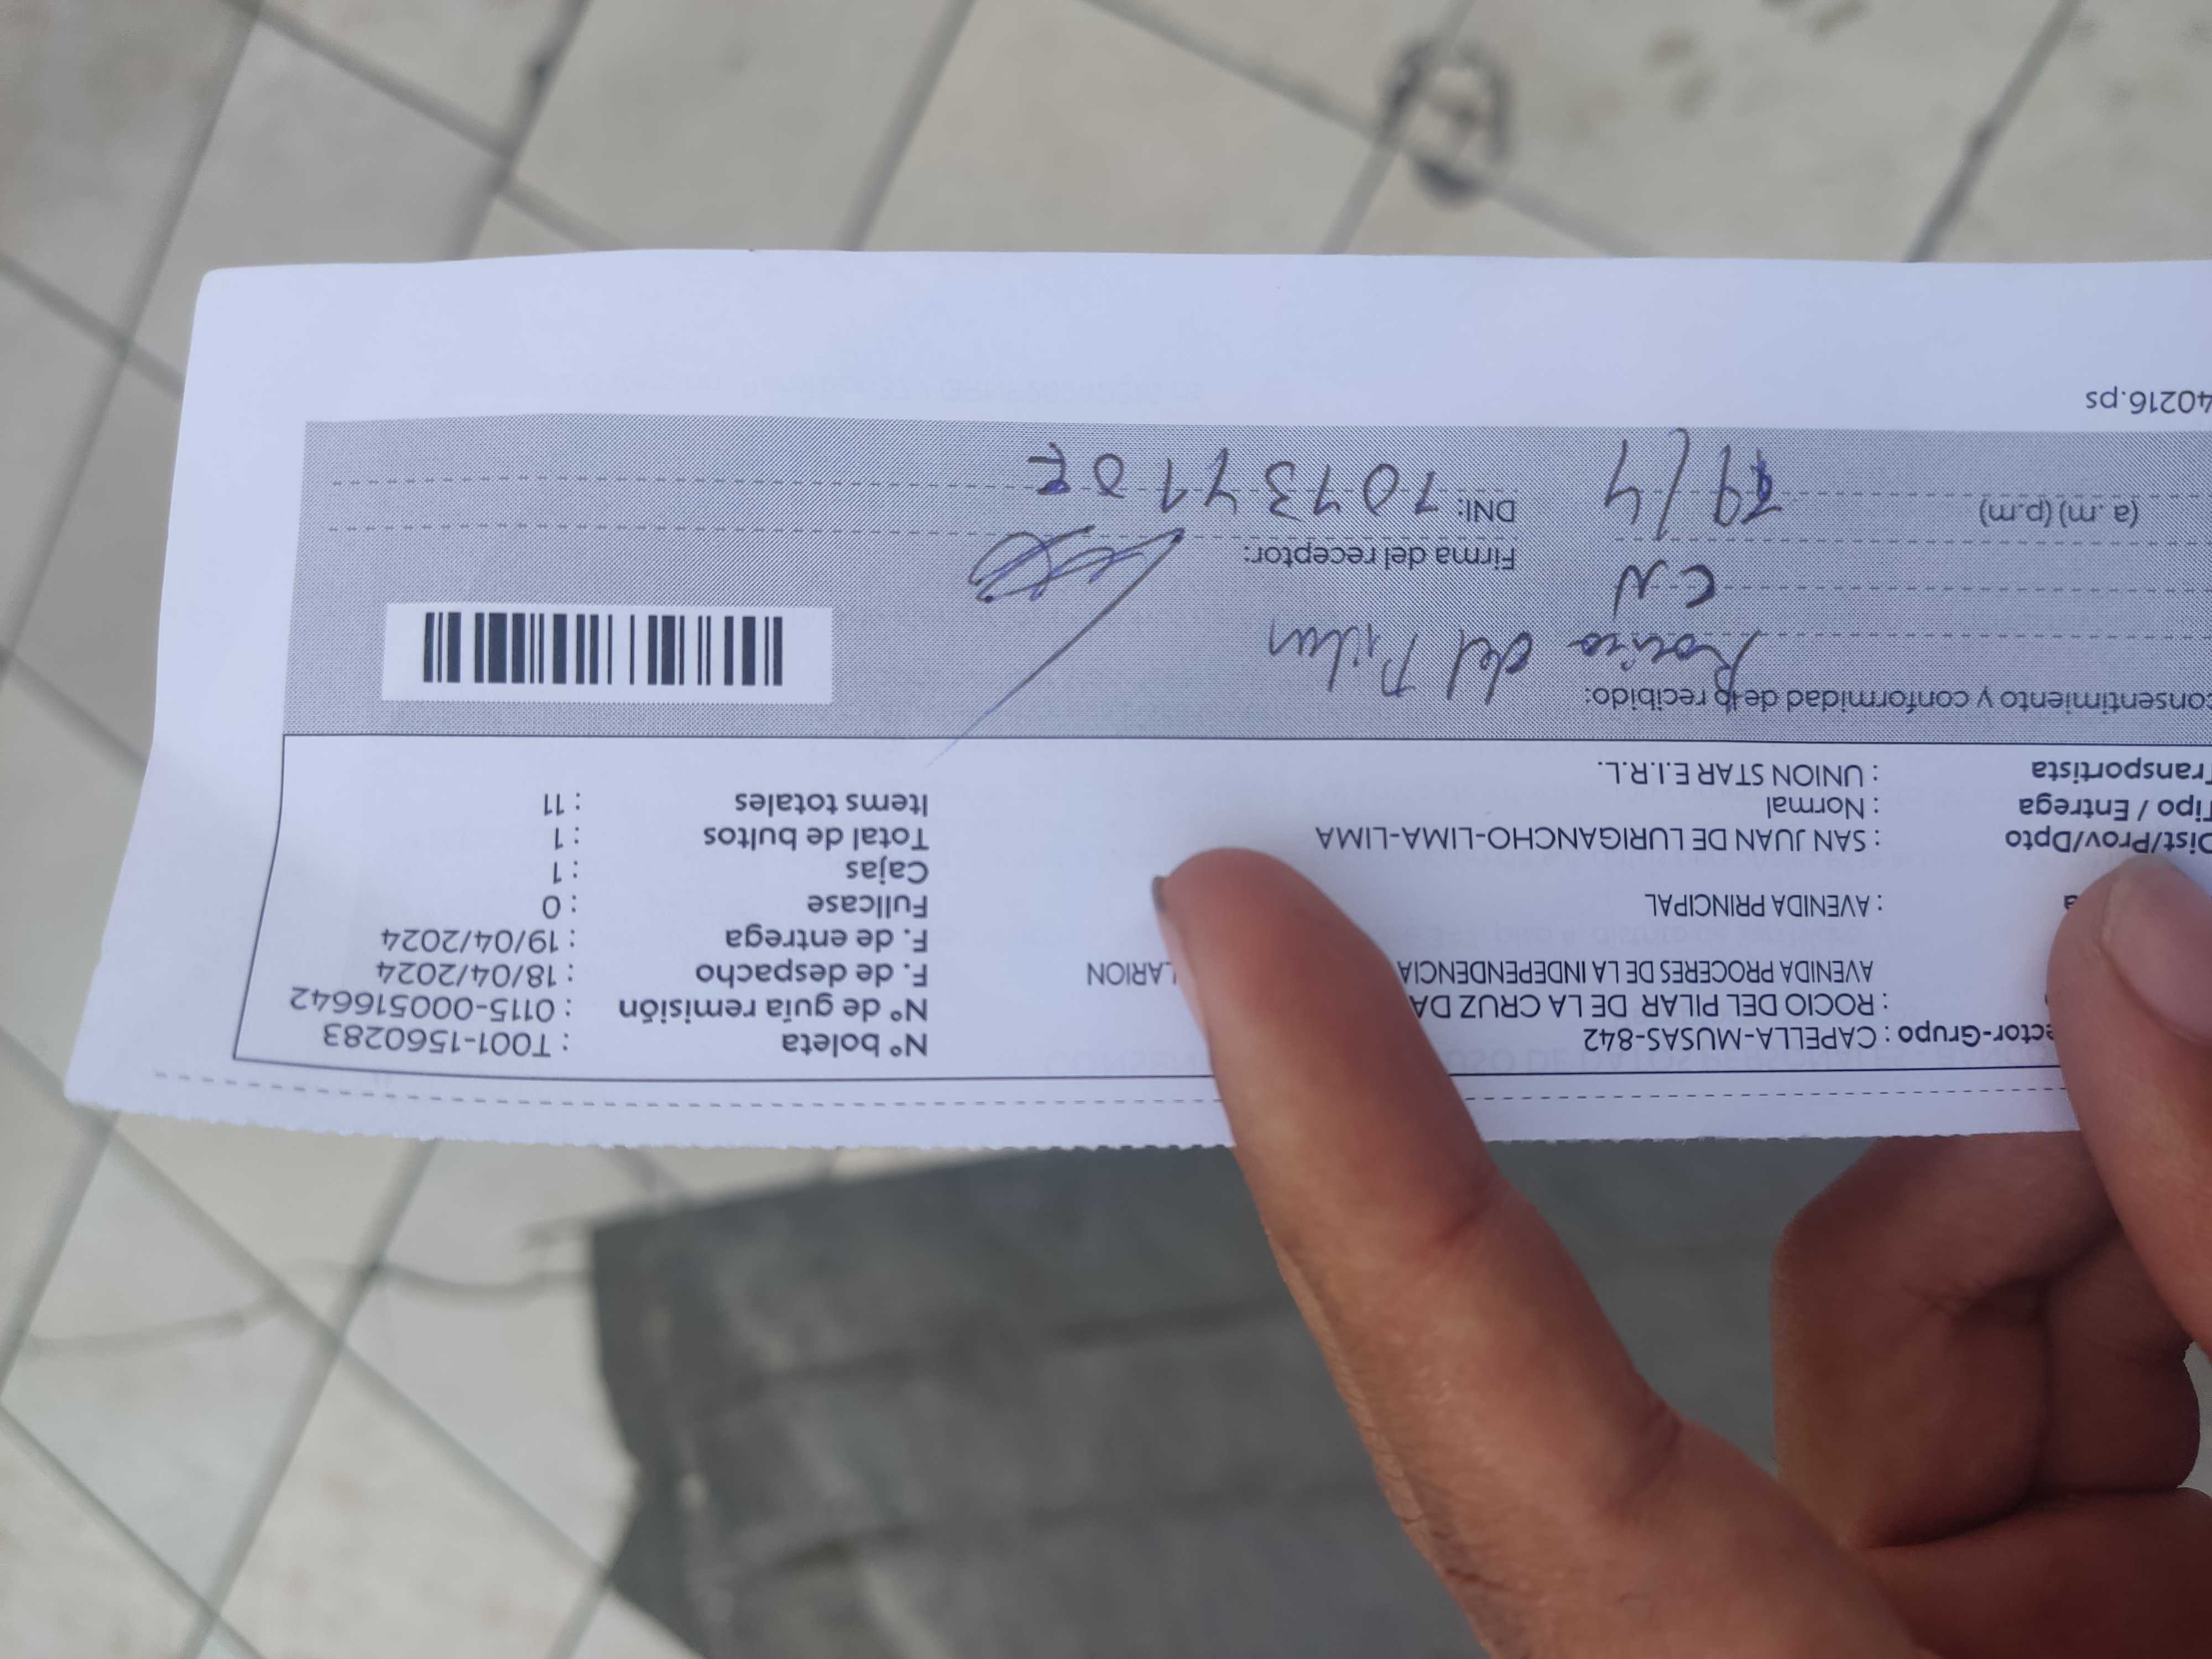 ector-Grupo : CAPELLA-MUSAS-842
: ROCIO DEL PILAR DE LA CRUZ DA
AVENIDA PROCERES DE LA INDEPENDENCIA LARION
: AVENIDA PRINCIPAL
Dist/Prov/Dpto : SAN JUAN DE LURIGANCHO-LIMA-LIMA
Tipo / Entrega : Normal
Transportista : UNION STAR E.I.R.L.
N° boleta : T001-1560283
N° de guía remisión : 0115-000516642
F. de despacho : 18/04/2024
F. de entrega : 19/04/2024
Fullcase : 0
Cajas : 1
Total de bultos : 1
Items totales : 11
onsentimiento y conformidad de lo recibido:
Rocio del Pilar
CN
Firma del receptor:
(a .m) (p.m) 19/4
DNI:
40216.ps